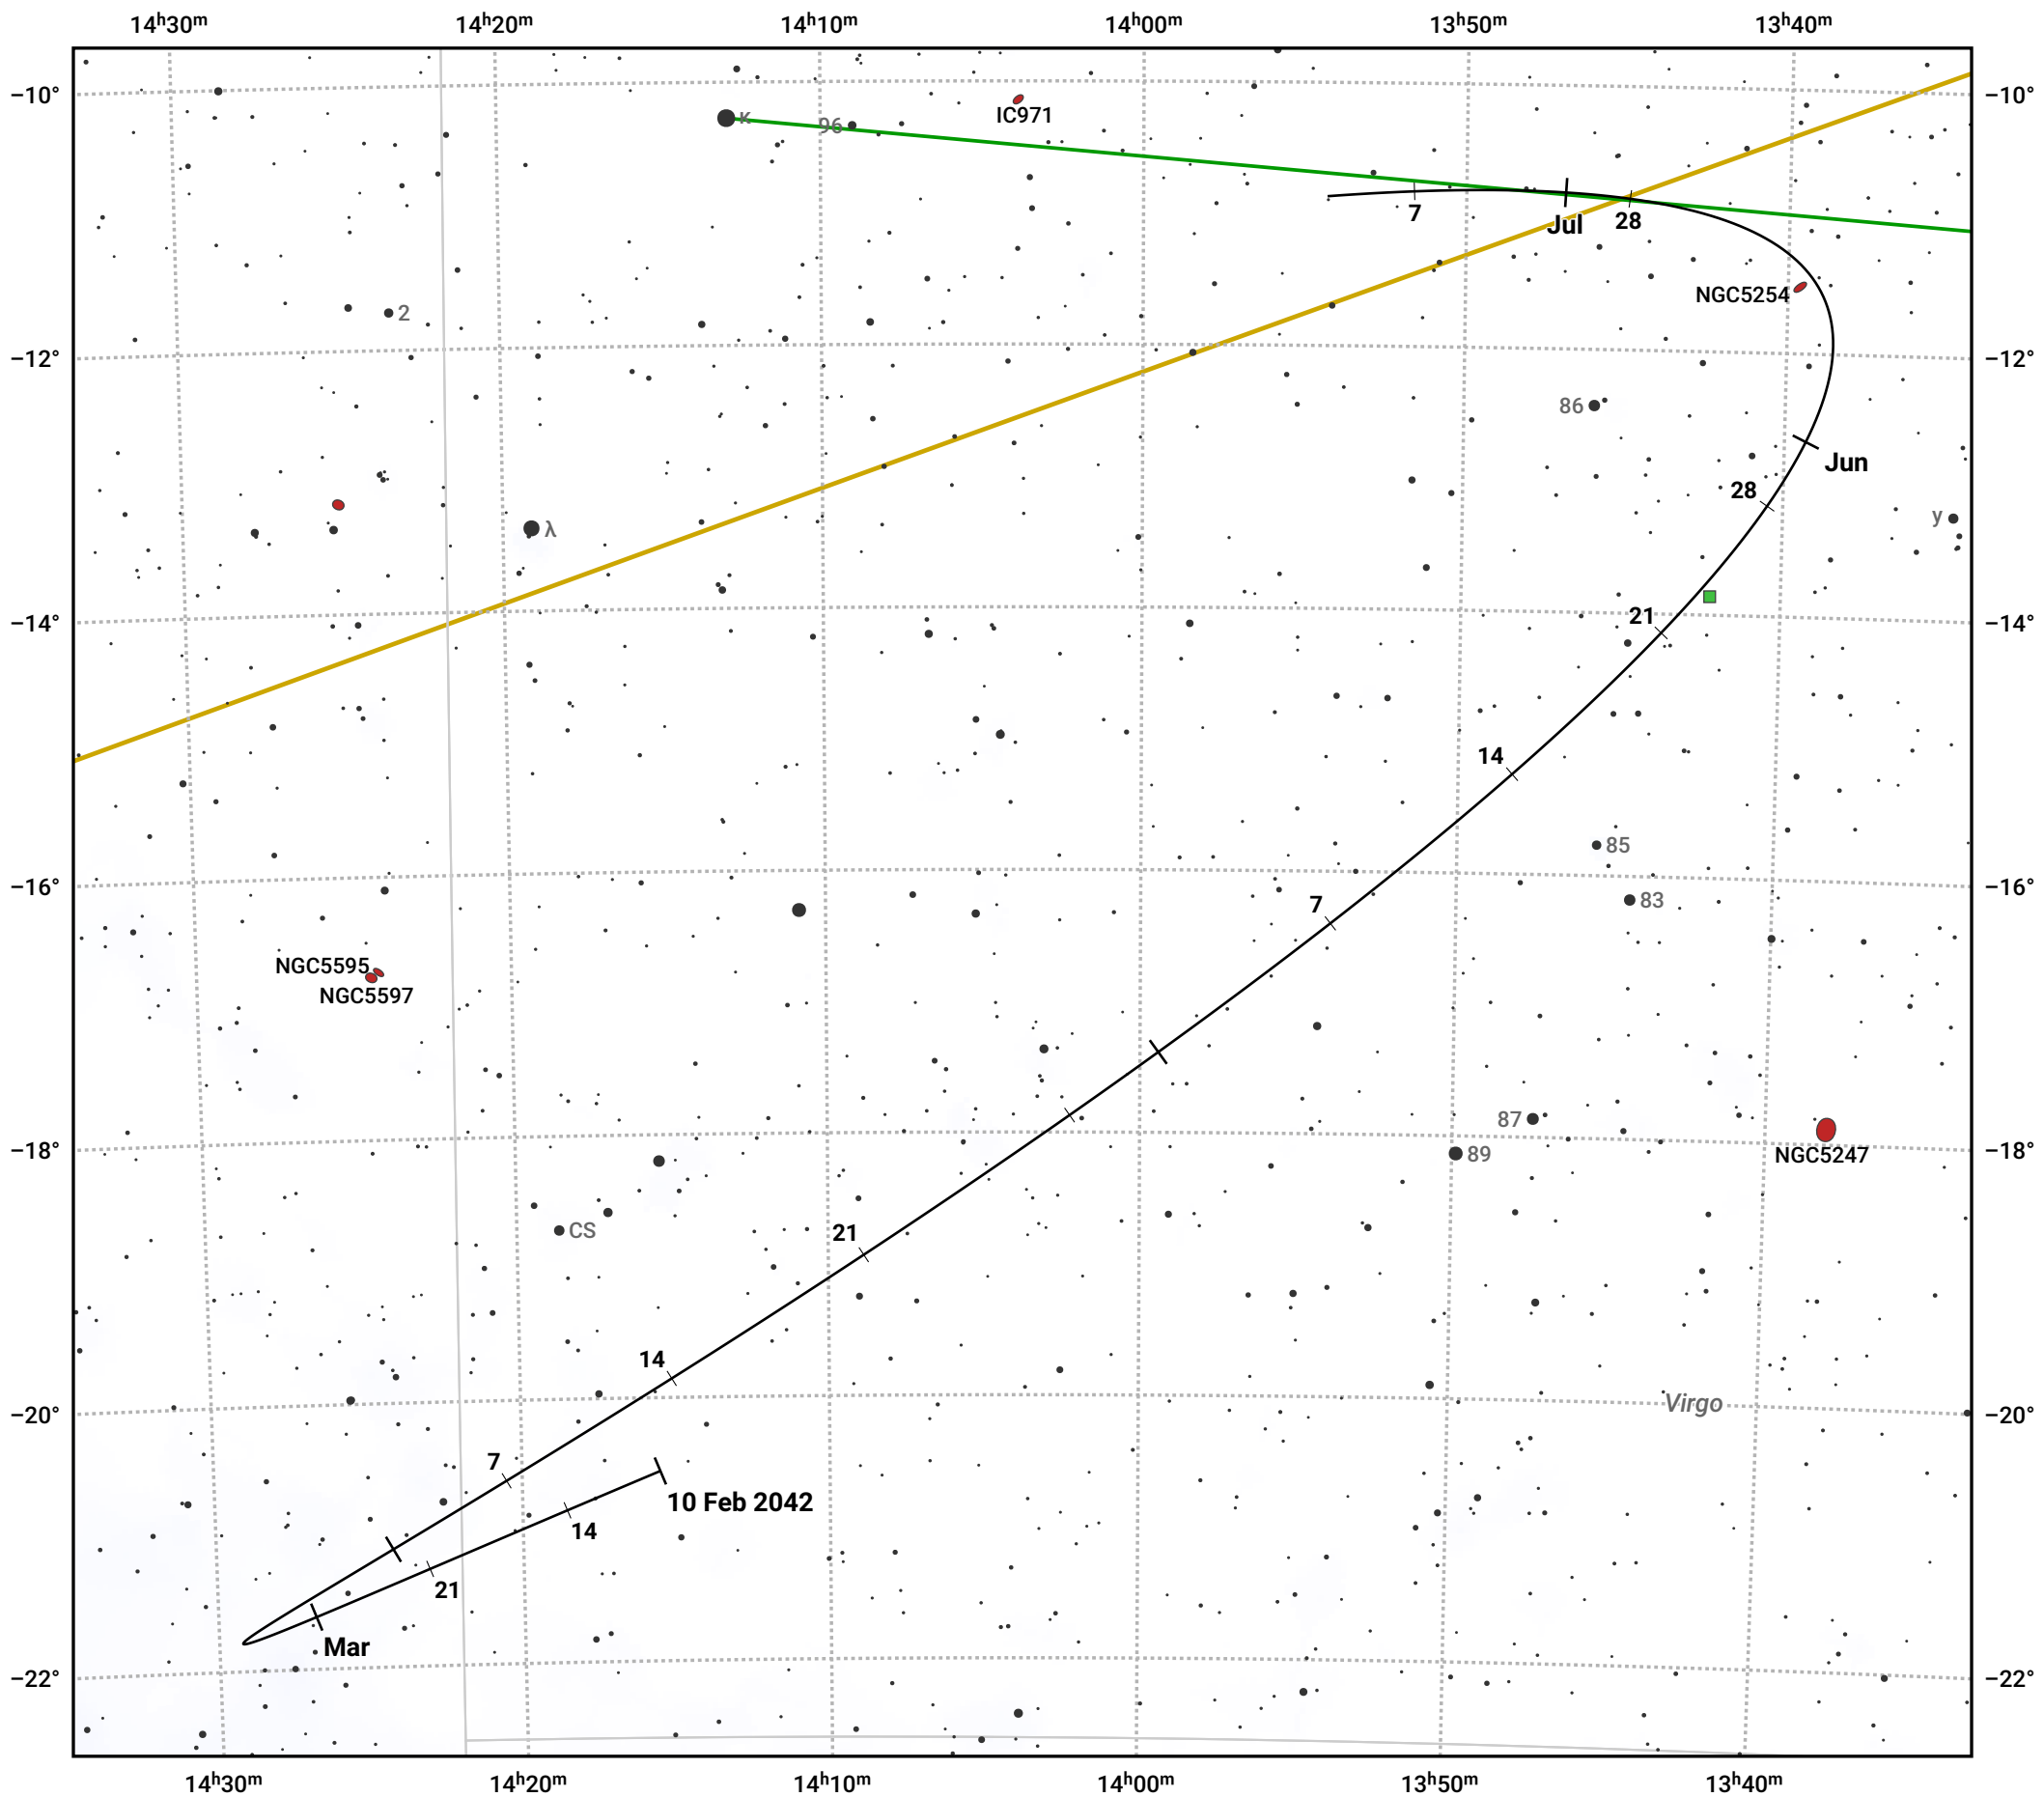 14ʰ30ᵐ 14ʰ20ᵐ 14ʰ10ᵐ 14ʰ00ᵐ 13ʰ50ᵐ 13ʰ40ᵐ
−10° −10°
κ 96 IC971
7 Jul 28
NGC5254
2
−12° −12°
86
Jun
28
λ y
21
−14° −14°
14
85
−16° −16°
7 83
NGC5595
NGC5597
87
−18° 89 NGC5247 −18°
21 CS
14
Virgo
−20° −20°
7
10 Feb 2042
14
21
Mar
−22° −22°
14ʰ30ᵐ 14ʰ20ᵐ 14ʰ10ᵐ 14ʰ00ᵐ 13ʰ50ᵐ 13ʰ40ᵐ